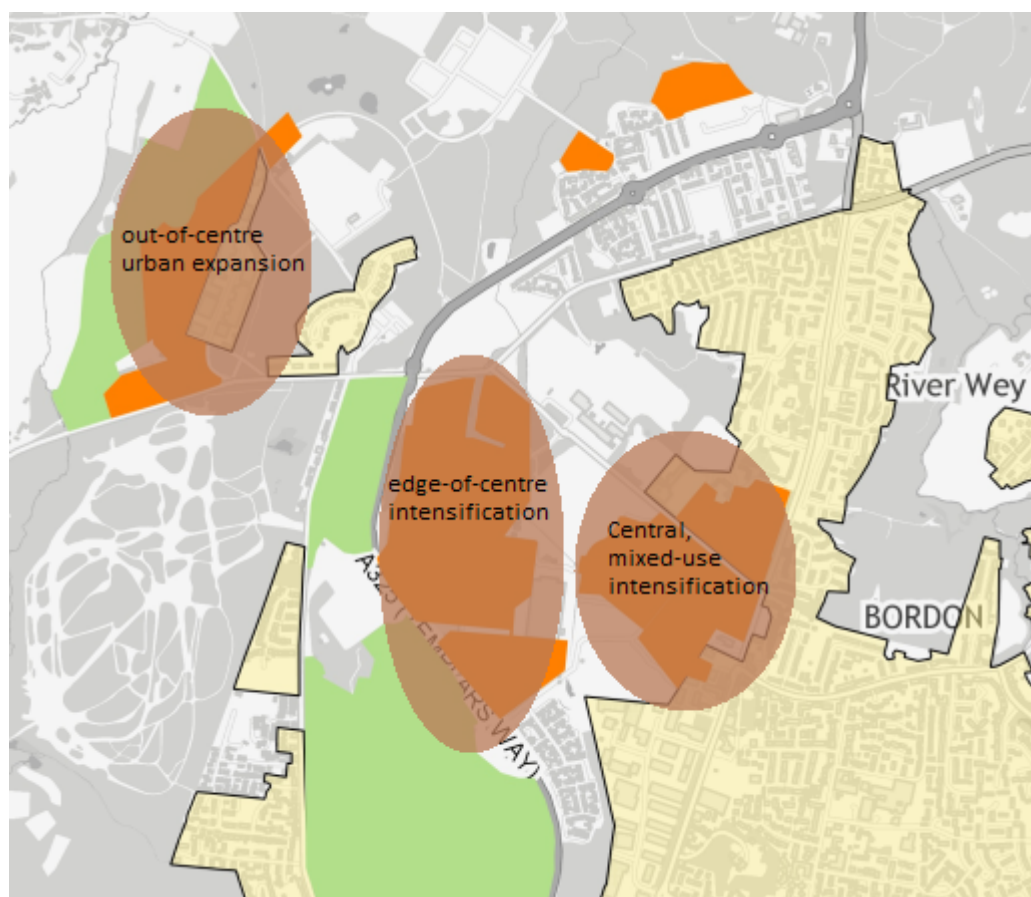 out-of-centre
urban expansion
River Wey
edge-of-centre
intensification
Central,
mixed-use
intensification
A325 (TEMPLARS WAY)
BORDON